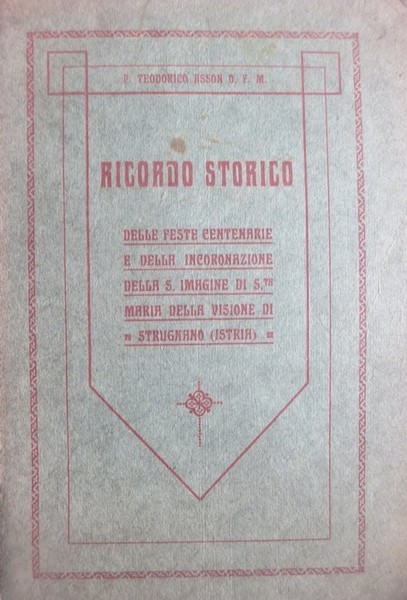 P. TEODORICO ASSON O. F. M.
RICORDO STORICO
DELLE FESTE CENTENARIE
E DELLA INCORONAZIONE
DELLA S. IMAGINE DI S.TA
MARIA DELLA VISIONE DI
STRUGNANO (ISTRIA)